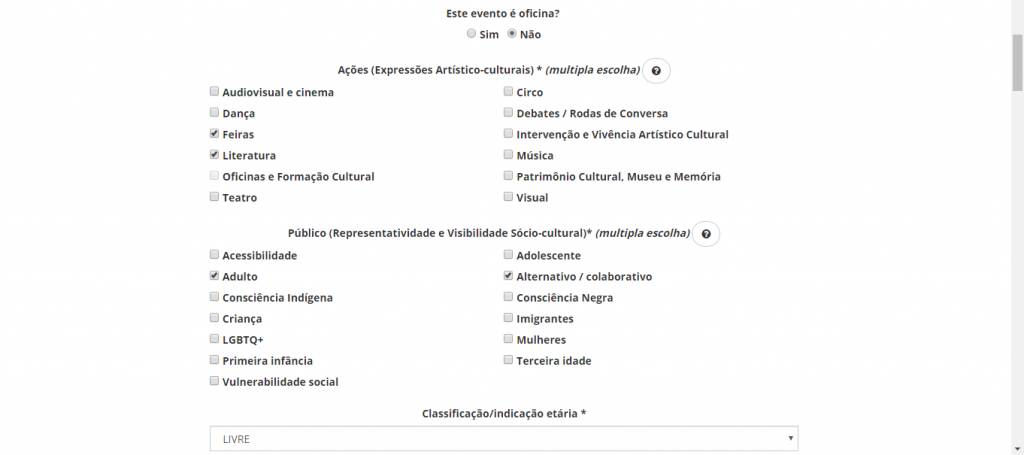 Este evento é oficina?
Sim Não
Ações (Expressões Artístico-culturais) * (multipla escolha) ?
Audiovisual e cinema Circo
Dança Debates / Rodas de Conversa
Feiras Intervenção e Vivência Artístico Cultural
Literatura Música
Oficinas e Formação Cultural Patrimônio Cultural, Museu e Memória
Teatro Visual
Público (Representatividade e Visibilidade Sócio-cultural)* (multipla escolha) ?
Acessibilidade Adolescente
Adulto Alternativo / colaborativo
Consciência Indígena Consciência Negra
Criança Imigrantes
LGBTQ+ Mulheres
Primeira infância Terceira idade
Vulnerabilidade social
Classificação/indicação etária *
LIVRE